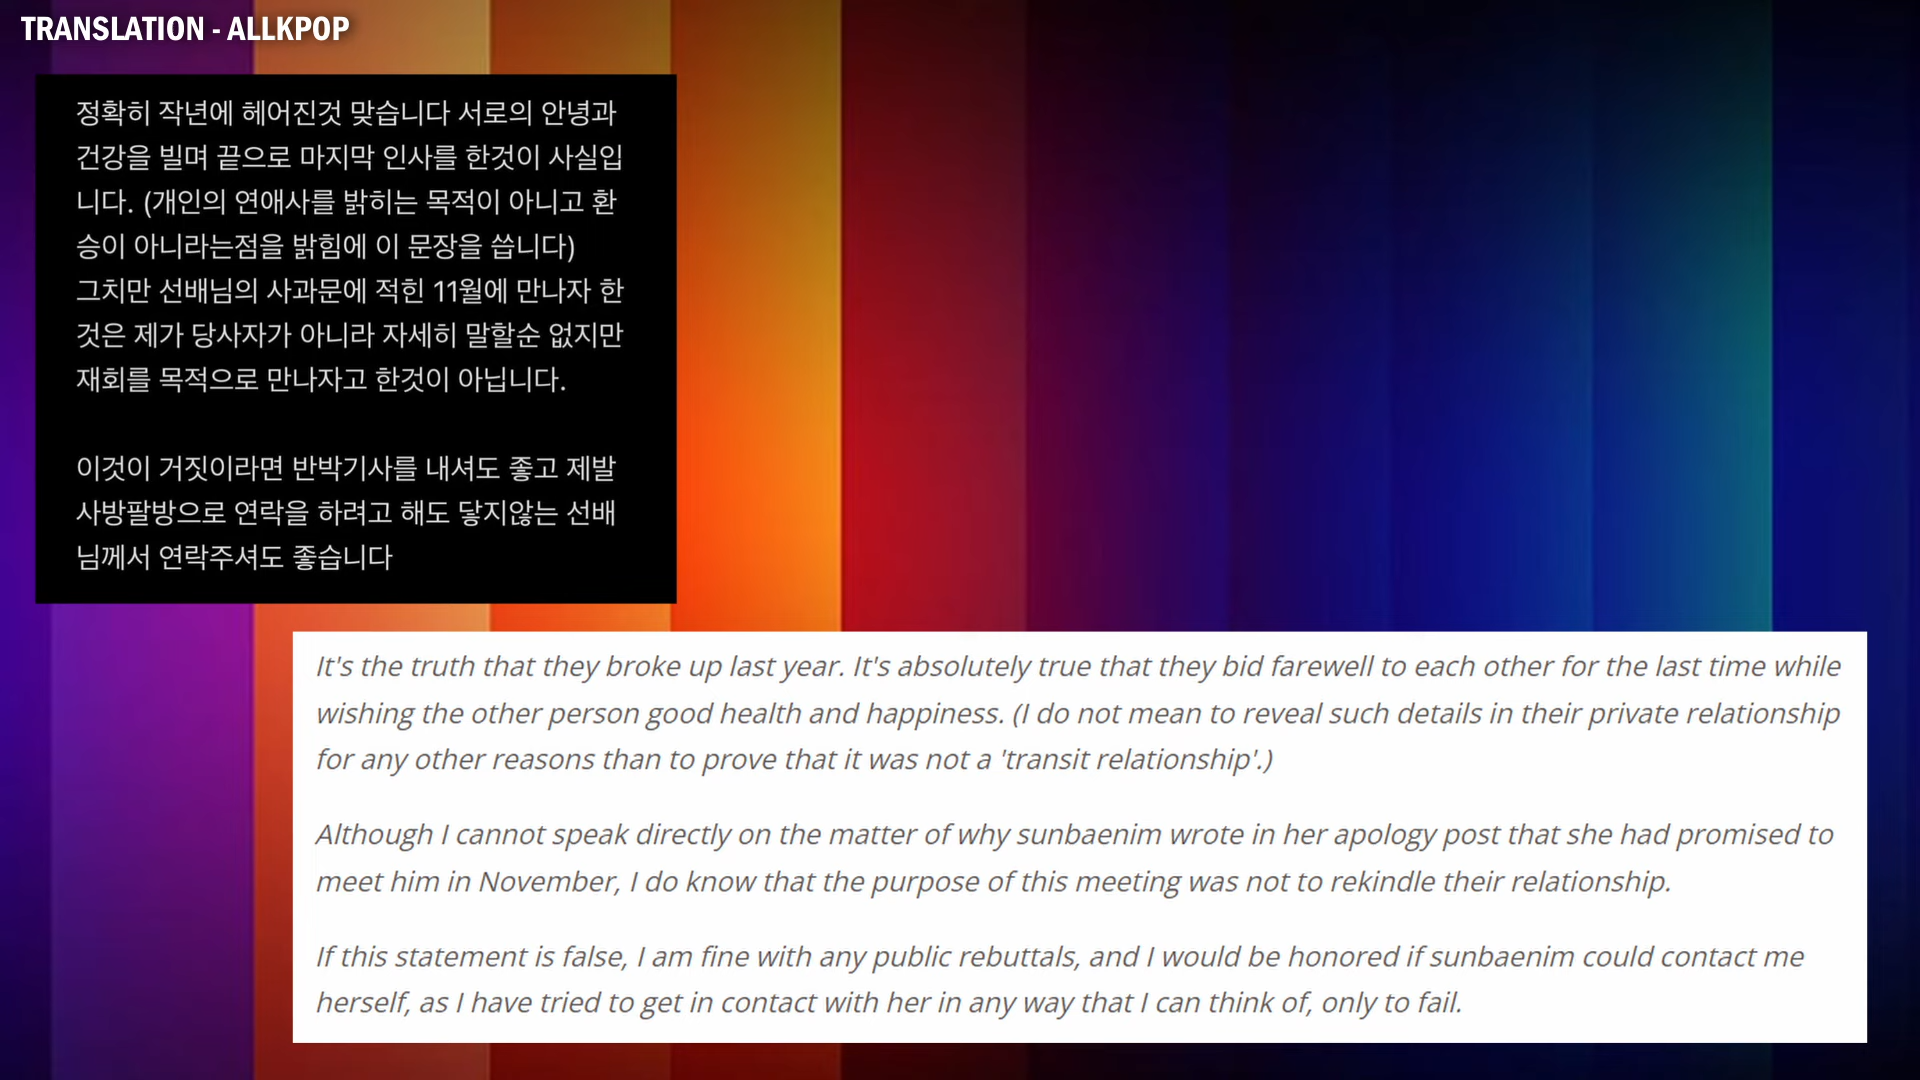 TRANSLATION - ALLKPOP
정확히 작년에 헤어진것 맞습니다 서로의 안녕과
건강을 빌며 끝으로 마지막 인사를 한것이 사실입
니다. (개인의 연애사를 밝히는 목적이 아니고 환
승이 아니라는점을 밝힘에 이 문장을 씁니다)
그치만 선배님의 사과문에 적힌 11월에 만나자 한
것은 제가 당사자가 아니라 자세히 말할순 없지만
재회를 목적으로 만나자고 한것이 아닙니다.
이것이 거짓이라면 반박기사를 내셔도 좋고 제발
사방팔방으로 연락을 하려고 해도 닿지않는 선배
님께서 연락주셔도 좋습니다
It's the truth that they broke up last year. It's absolutely true that they bid farewell to each other for the last time while
wishing the other person good health and happiness. (I do not mean to reveal such details in their private relationship
for any other reasons than to prove that it was not a 'transit relationship'.)
Although I cannot speak directly on the matter of why sunbaenim wrote in her apology post that she had promised to
meet him in November, I do know that the purpose of this meeting was not to rekindle their relationship.
If this statement is false, I am fine with any public rebuttals, and I would be honored if sunbaenim could contact me
herself, as I have tried to get in contact with her in any way that I can think of, only to fail.